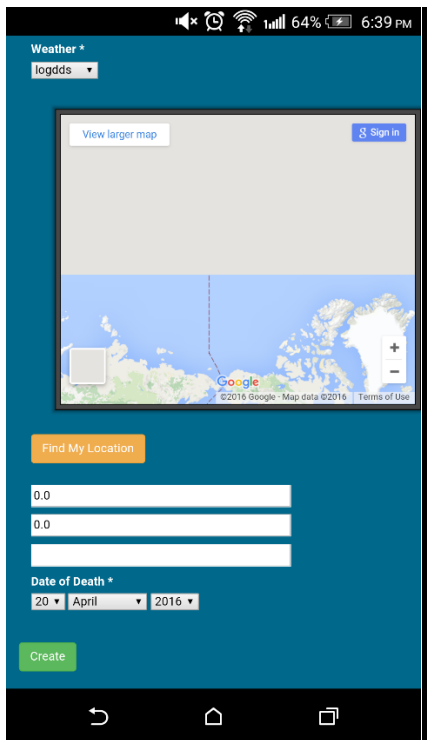 64% 6:39 PM
Weather *
logdds
View larger map
8 Sign in
+
−
Google
©2016 Google - Map data ©2016 Terms of Use
Find My Location
0.0
0.0
Date of Death *
20 April 2016
Create